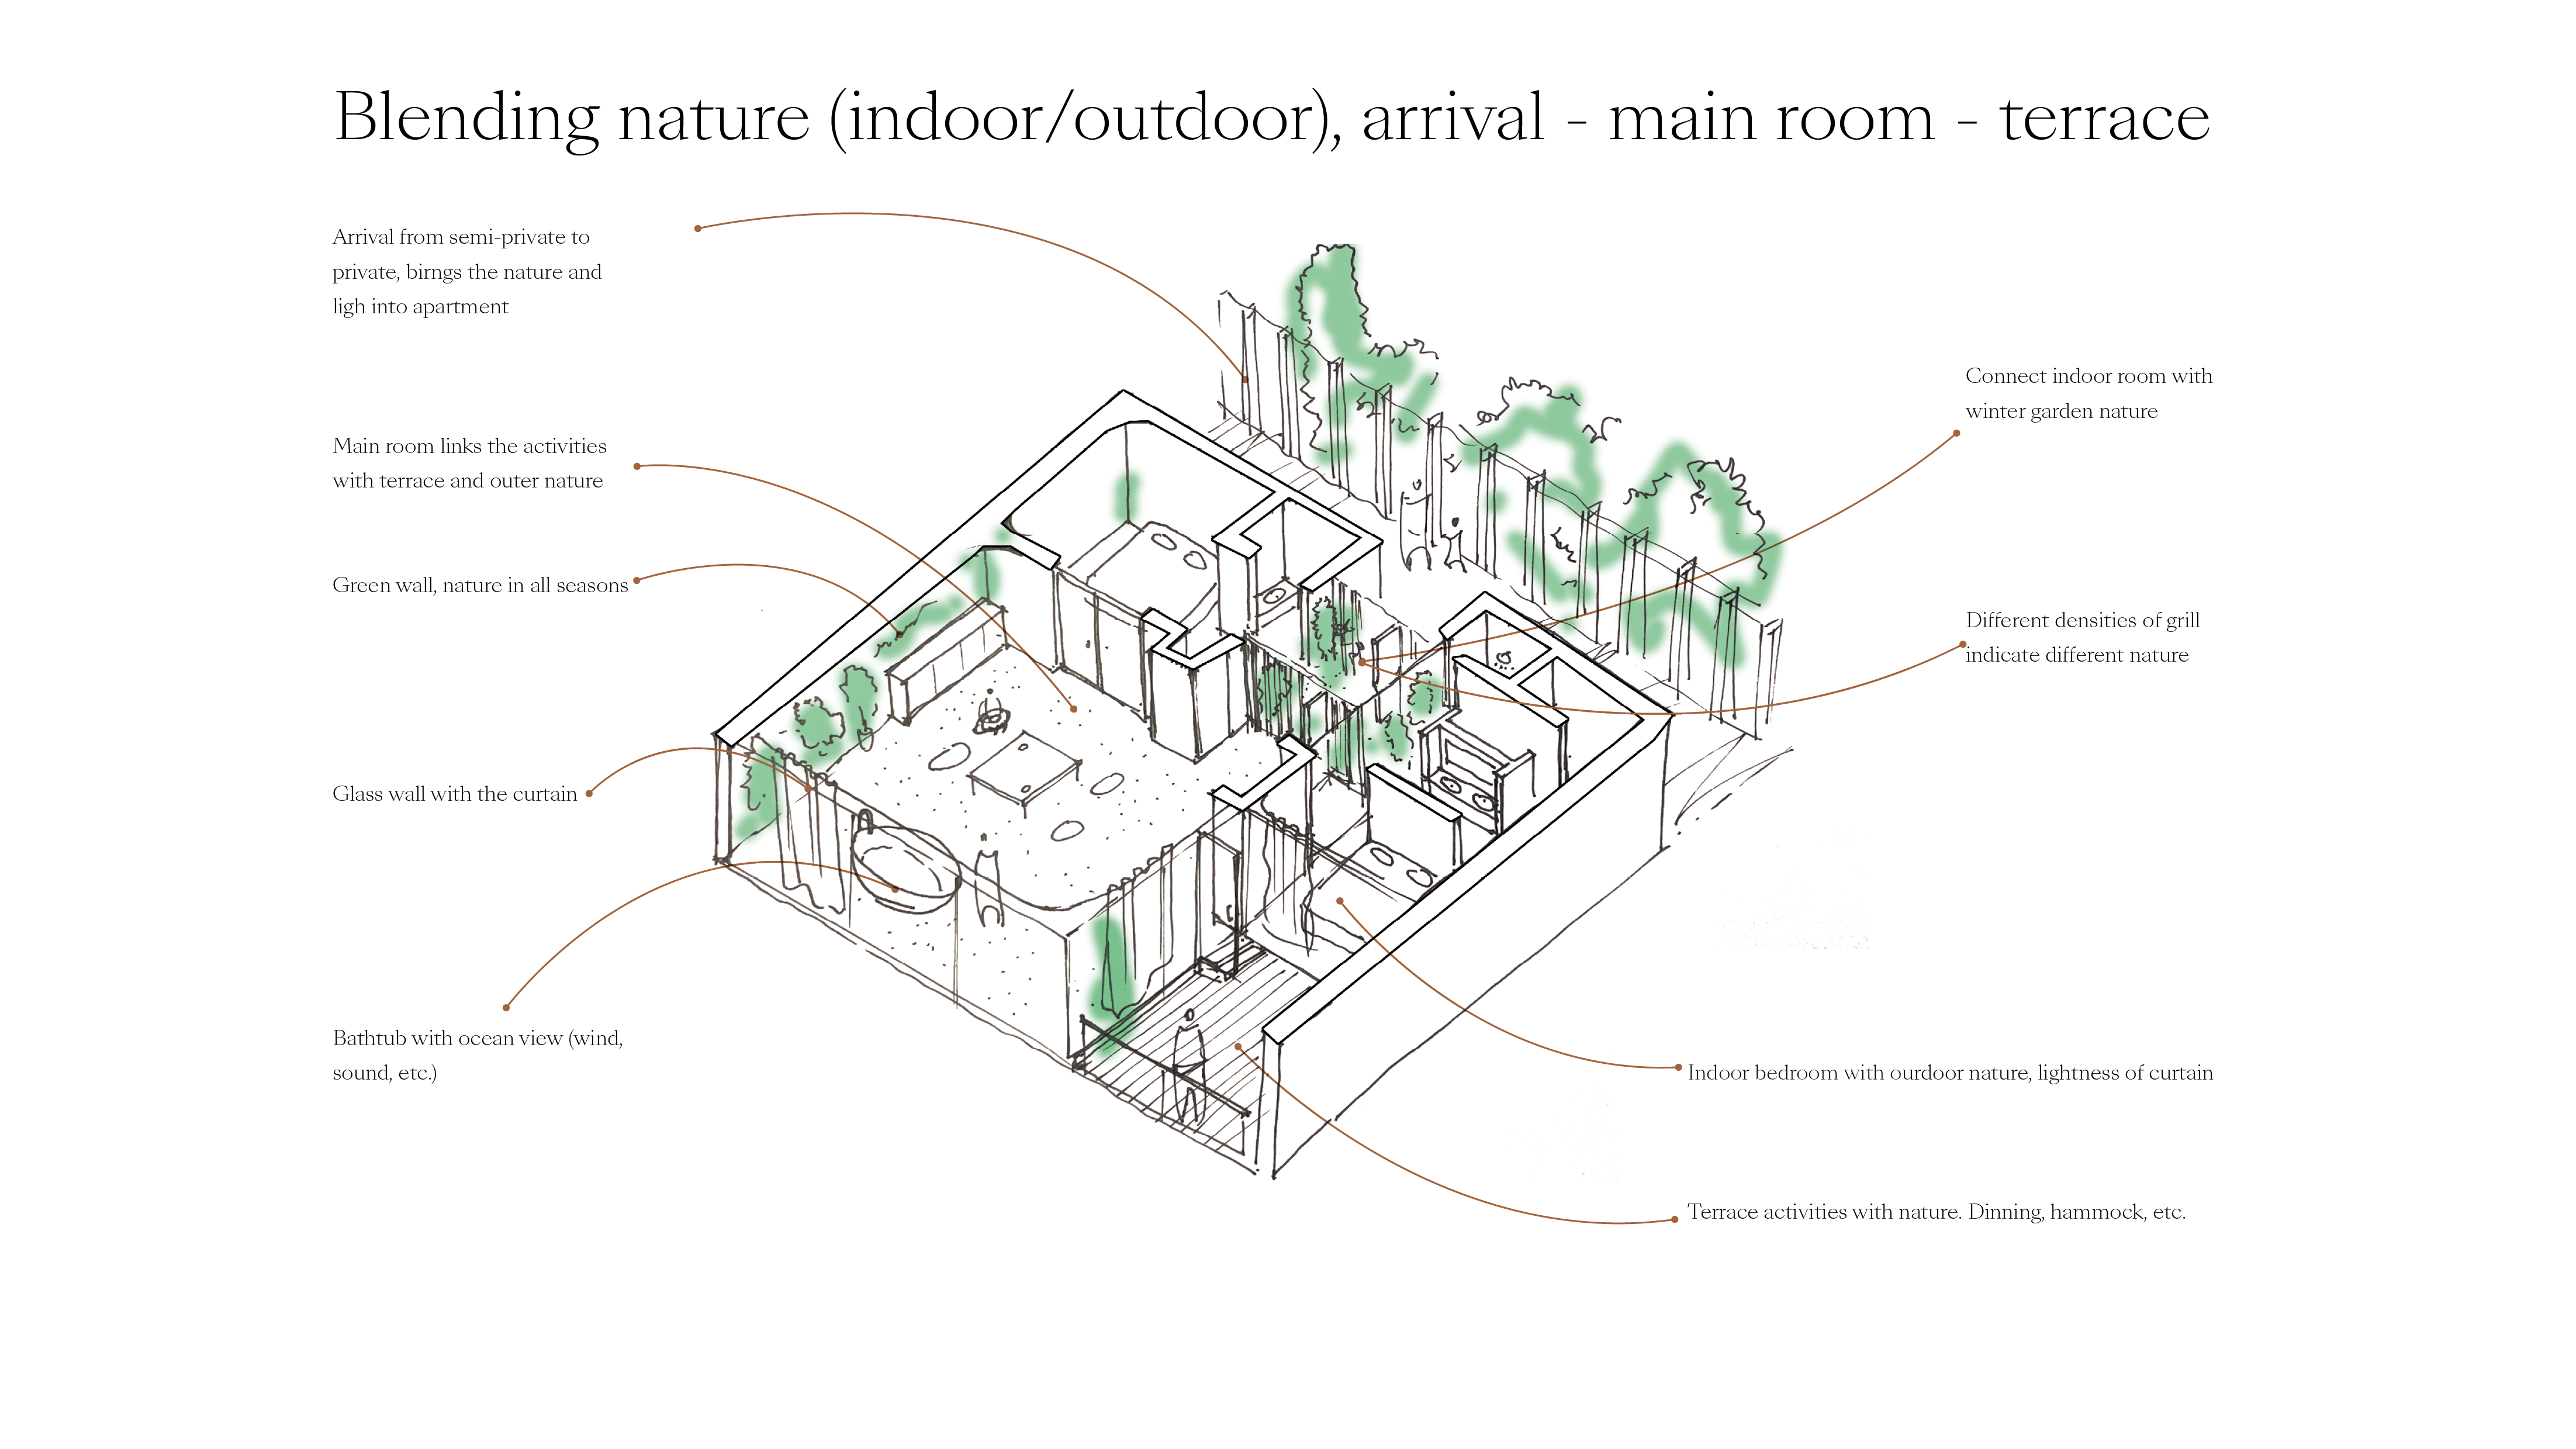 Blending nature (indoor/outdoor), arrival - main room - terrace
Arrival from semi-private to
private, birngs the nature and
ligh into apartment
Main room links the activities
with terrace and outer nature
Green wall, nature in all seasons
Glass wall with the curtain
Bathtub with ocean view (wind,
sound, etc.)
Connect indoor room with
winter garden nature
Different densities of grill
indicate different nature
Indoor bedroom with ourdoor nature, lightness of curtain
Terrace activities with nature. Dinning, hammock, etc.